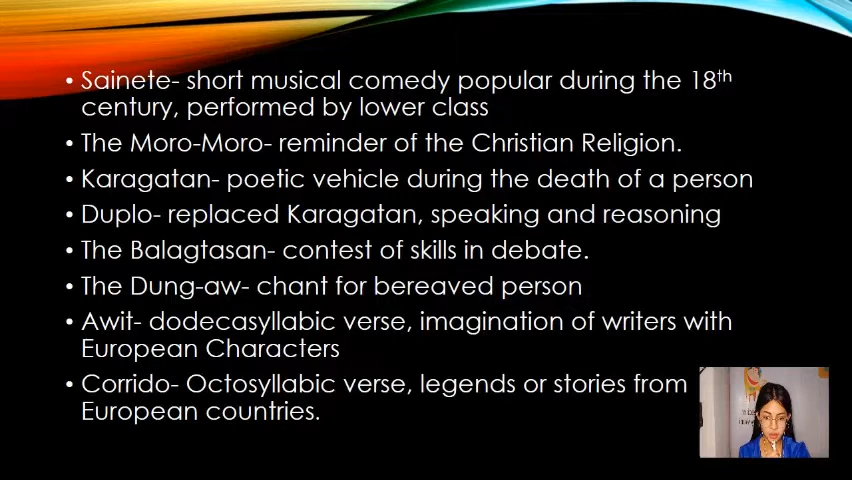 • Sainete- short musical comedy popular during the 18th
century, performed by lower class
• The Moro-Moro- reminder of the Christian Religion.
• Karagatan- poetic vehicle during the death of a person
• Duplo- replaced Karagatan, speaking and reasoning
• The Balagtasan- contest of skills in debate.
• The Dung-aw- chant for bereaved person
• Awit- dodecasyllabic verse, imagination of writers with
European Characters
• Corrido- Octosyllabic verse, legends or stories from
European countries.